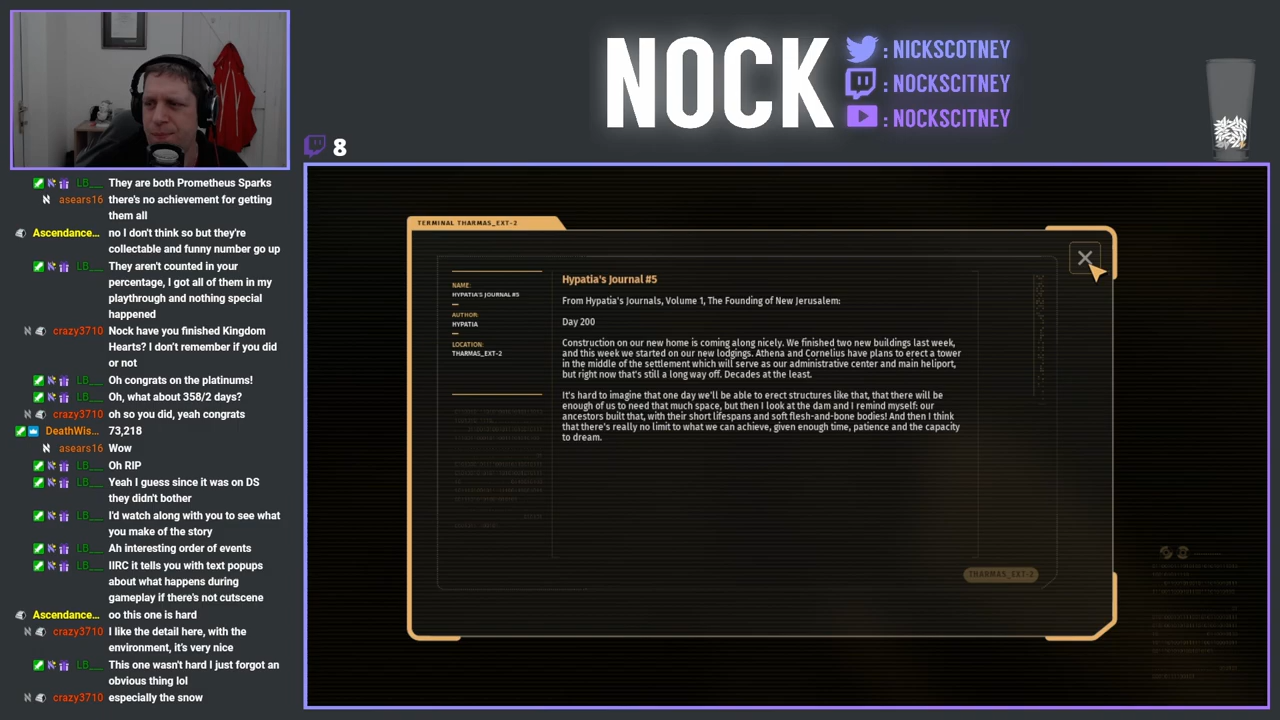 NOCK
: NICKSCOTNEY
: NOCKSCITNEY
: NOCKSCITNEY
8
LB__ They are both Prometheus Sparks
asears16 there's no achievement for getting
them all
Ascendance... no I don't think so but they're
collectable and funny number go up
LB__ They aren't counted in your
percentage, I got all of them in my
playthrough and nothing special
happened
crazy3710 Nock have you finished Kingdom
Hearts? I don't remember if you did
or not
LB__ Oh congrats on the platinums!
LB__ Oh, what about 358/2 days?
crazy3710 oh so you did, yeah congrats
DeathWis... 73,218
asears16 Wow
LB__ Oh RIP
LB__ Yeah I guess since it was on DS
they didn't bother
LB__ I'd watch along with you to see what
you make of the story
LB__ Ah interesting order of events
LB__ IIRC it tells you with text popups
about what happens during
gameplay if there's not cutscene
Ascendance... oo this one is hard
crazy3710 I like the detail here, with the
environment, it's very nice
LB__ This one wasn't hard I just forgot an
obvious thing lol
crazy3710 especially the snow
TERMINAL THARMAS_EXT-2
NAME:
HYPATIA'S JOURNAL #5
AUTHOR:
HYPATIA
LOCATION:
THARMAS_EXT-2
Hypatia's Journal #5
From Hypatia's Journals, Volume 1, The Founding of New Jerusalem:
Day 200
Construction on our new home is coming along nicely. We finished two new buildings last week,
and this week we started on our new lodgings. Athena and Cornelius have plans to erect a tower
in the middle of the settlement which will serve as our administrative center and main heliport,
but right now that's still a long way off. Decades at the least.
It's hard to imagine that one day we'll be able to erect structures like that, that there will be
enough of us to need that much space, but then I look at the dam and I remind myself: our
ancestors built that, with their short lifespans and soft flesh-and-bone bodies! And then I think
that there's really no limit to what we can achieve, given enough time, patience and the capacity
to dream.
THARMAS_EXT-2